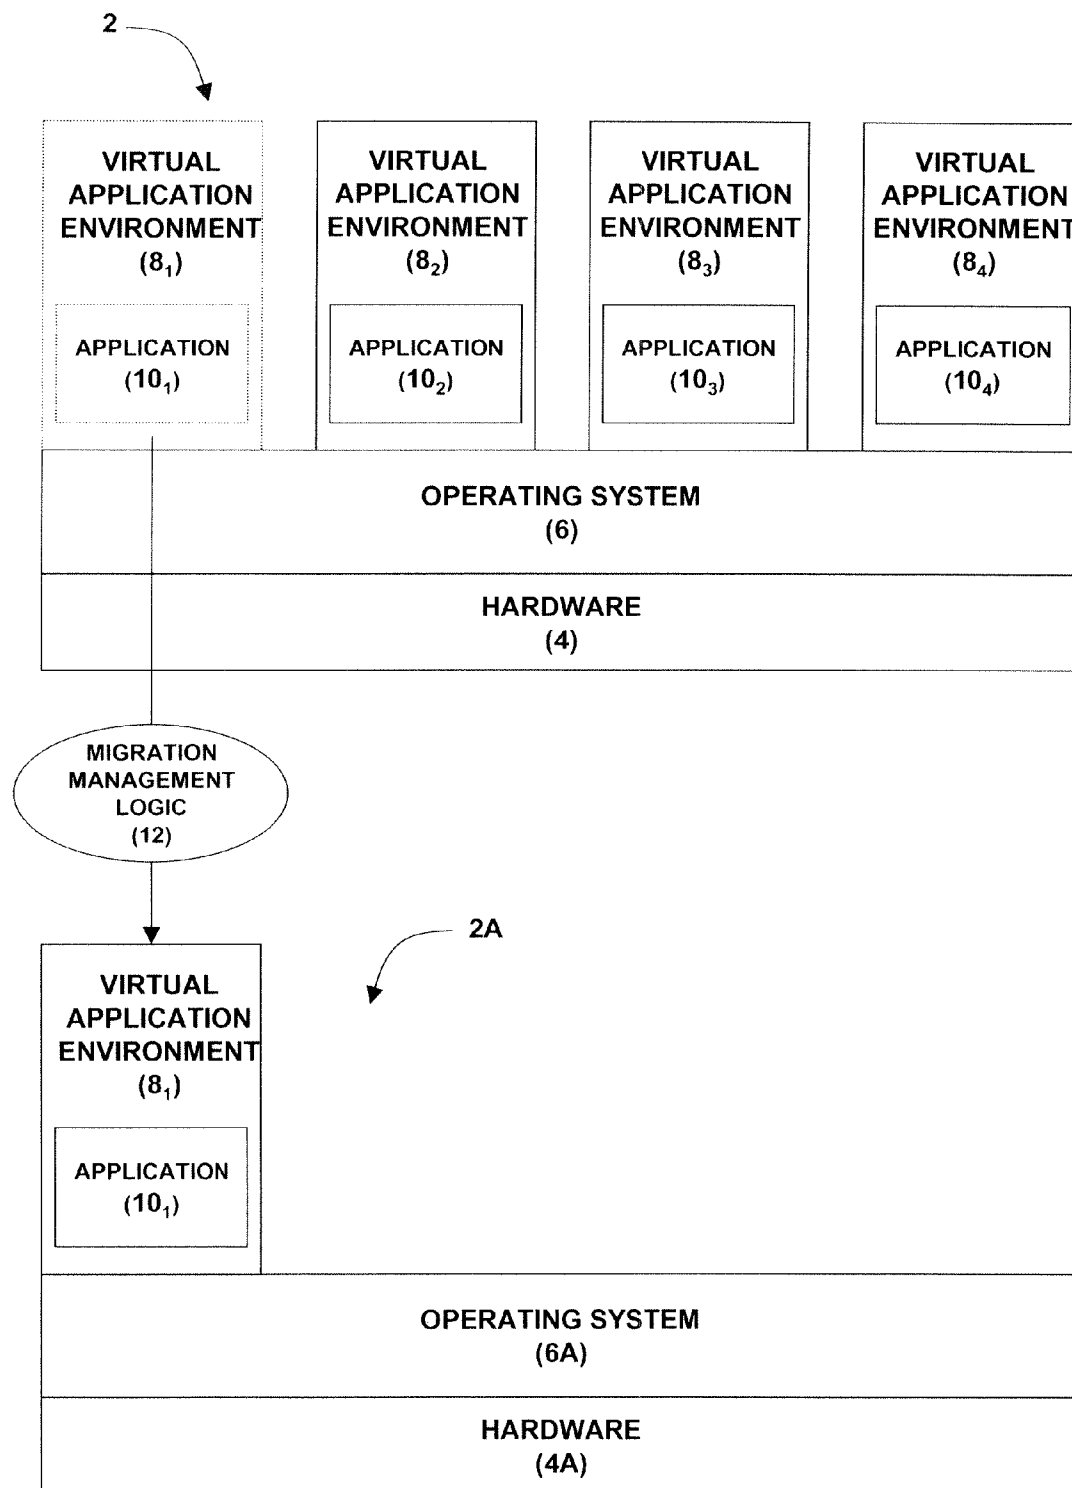 2
VIRTUAL
APPLICATION
ENVIRONMENT
(8₁)
APPLICATION
(10₁)
VIRTUAL
APPLICATION
ENVIRONMENT
(8₂)
APPLICATION
(10₂)
VIRTUAL
APPLICATION
ENVIRONMENT
(8₃)
APPLICATION
(10₃)
VIRTUAL
APPLICATION
ENVIRONMENT
(8₄)
APPLICATION
(10₄)
OPERATING SYSTEM
(6)
HARDWARE
(4)
MIGRATION
MANAGEMENT
LOGIC
(12)
2A
VIRTUAL
APPLICATION
ENVIRONMENT
(8₁)
APPLICATION
(10₁)
OPERATING SYSTEM
(6A)
HARDWARE
(4A)